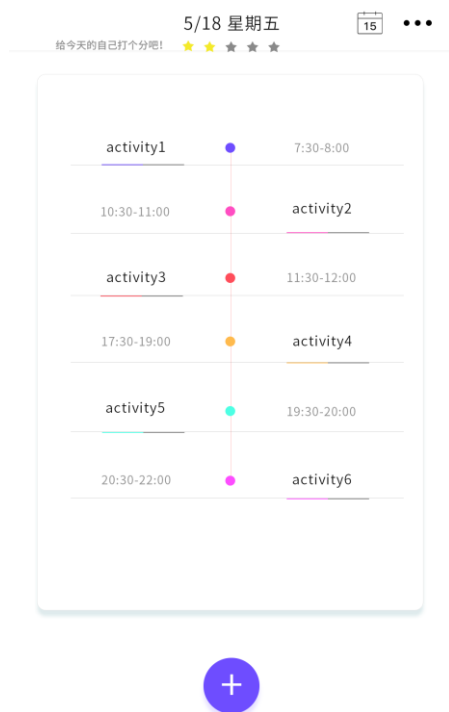 5/18 星期五
15
给今天的自己打个分吧！
activity1
7:30-8:00
10:30-11:00
activity2
activity3
11:30-12:00
17:30-19:00
activity4
activity5
19:30-20:00
20:30-22:00
activity6